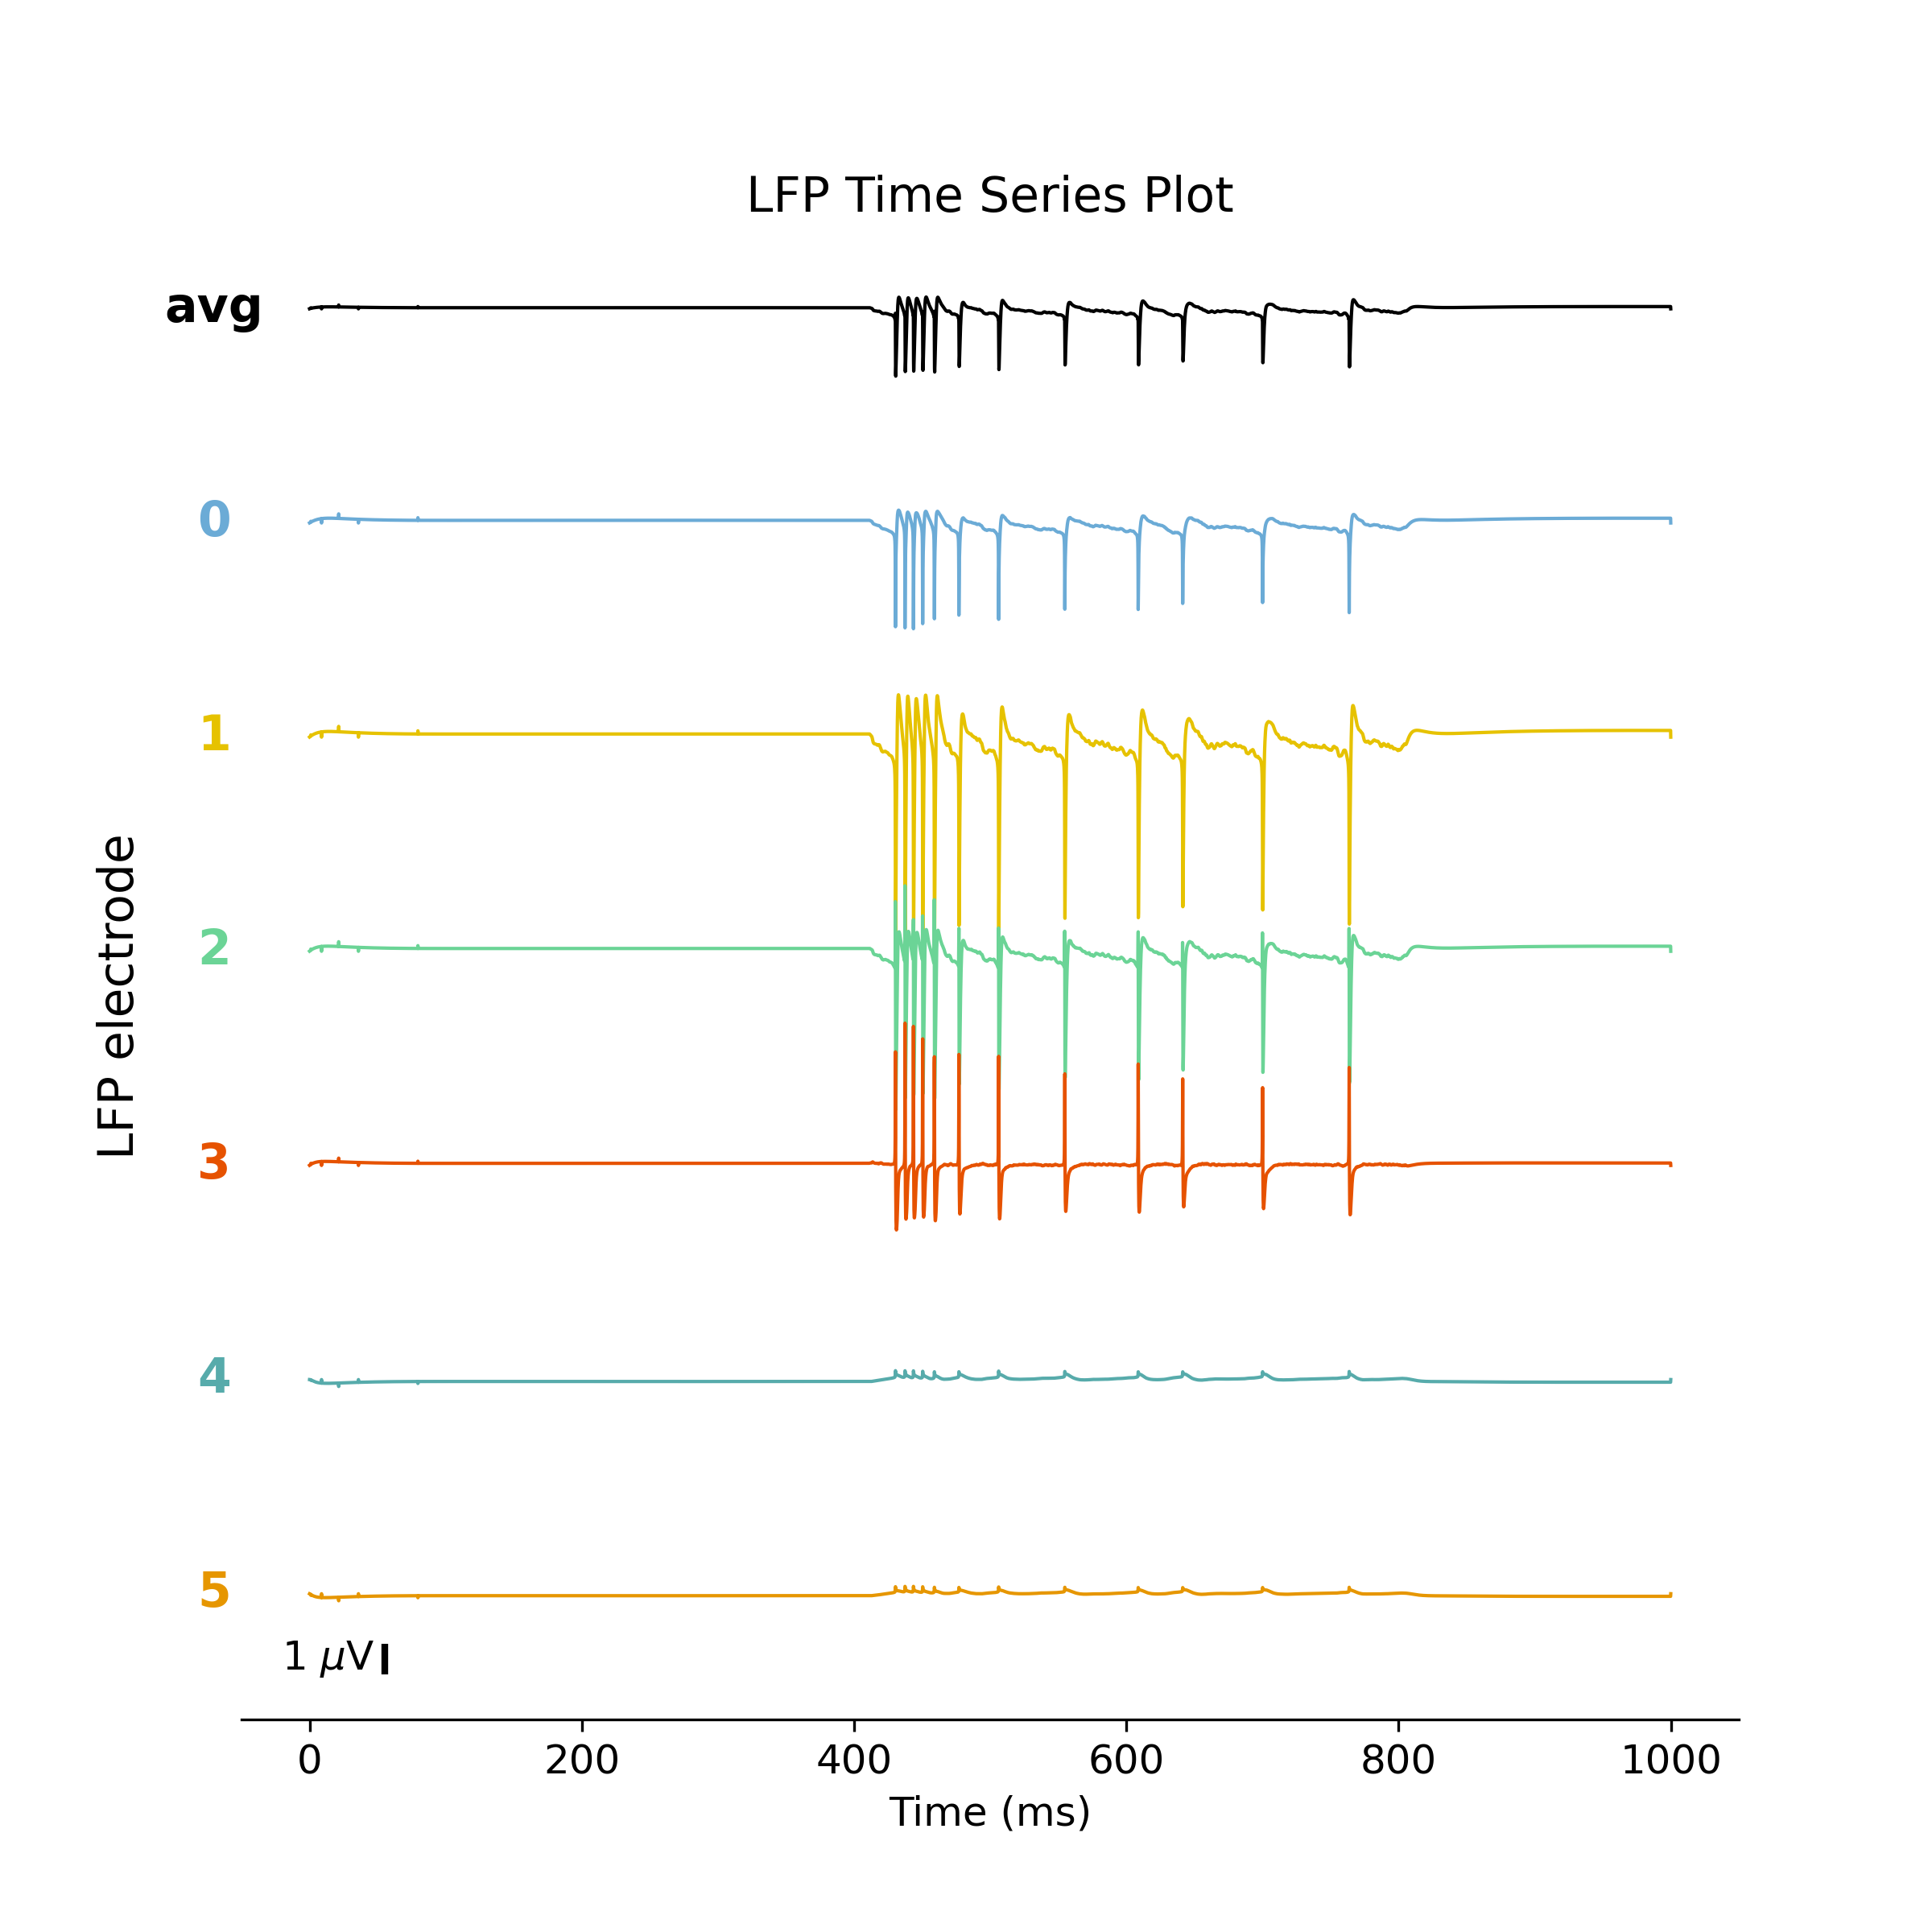 LFP Time Series Plot
avg
0
1
2
LFP electrode
3
4
5
1 μV
0 200 400 600 800 1000
Time (ms)